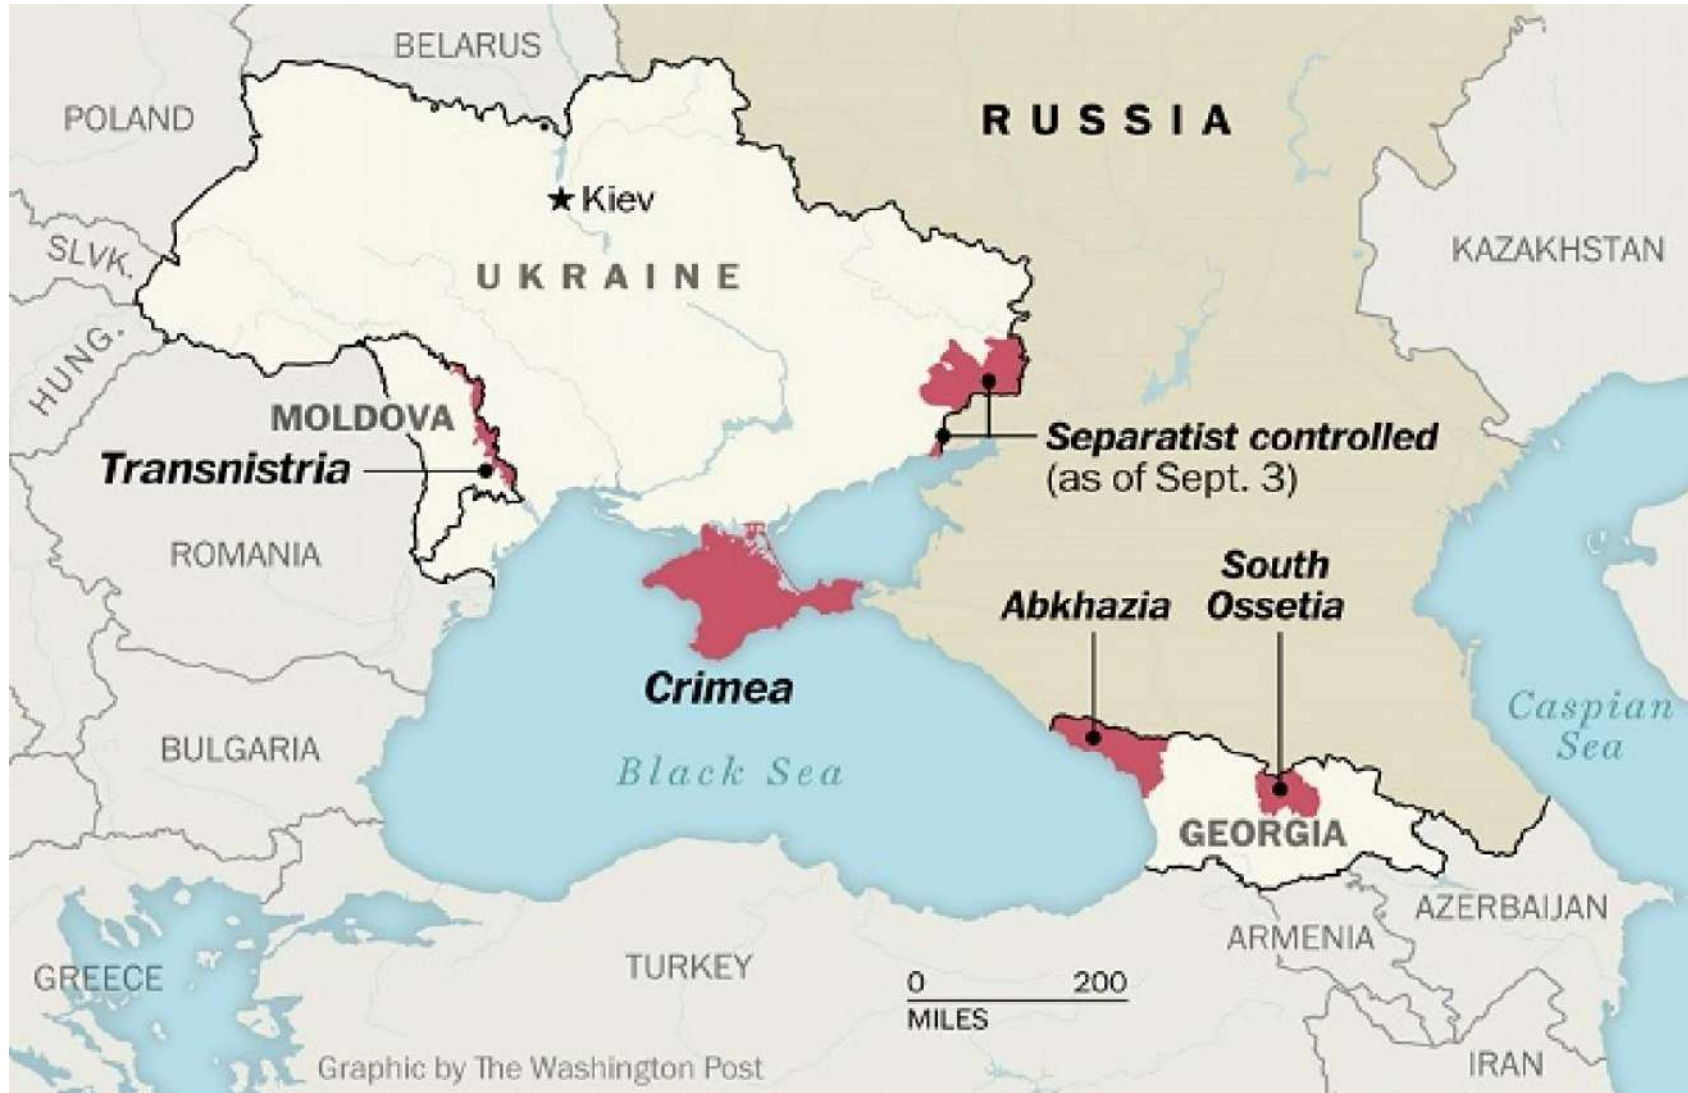 BELARUS
POLAND
RUSSIA
Kiev
SLVK.
KAZAKHSTAN
UKRAINE
HUNG.
MOLDOVA
Separatist controlled
(as of Sept. 3)
Transnistria
ROMANIA
South
Ossetia
Abkhazia
Crimea
Caspian
Sea
BULGARIA
Black Sea
GEORGIA
AZERBAIJAN
ARMENIA
GREECE
TURKEY
0 200
MILES
IRAN
Graphic by The Washington Post